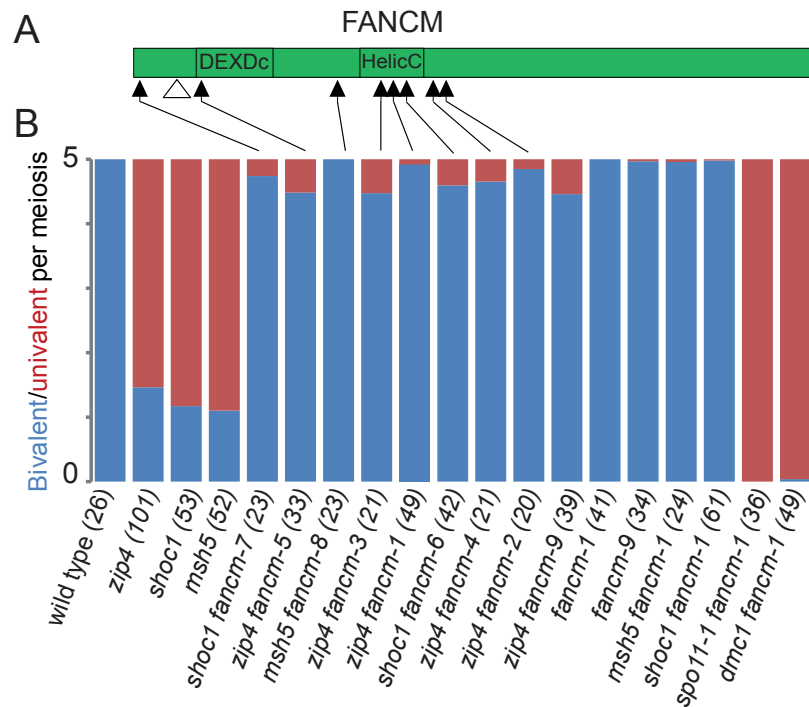 A
FANCM
DEXDc
HelicC
B
Bivalent/univalent per meiosis
5
0
wild type (26)
zip4 (101)
shoc1 (53)
msh5 (52)
shoc1 fancm-7 (23)
zip4 fancm-5 (33)
msh5 fancm-8 (23)
zip4 fancm-3 (21)
zip4 fancm-1 (49)
shoc1 fancm-6 (42)
zip4 fancm-4 (21)
zip4 fancm-2 (20)
zip4 fancm-9 (39)
fancm-1 (41)
fancm-9 (34)
msh5 fancm-1 (24)
shoc1 fancm-1 (61)
spo11-1 fancm-1 (36)
dmc1 fancm-1 (49)